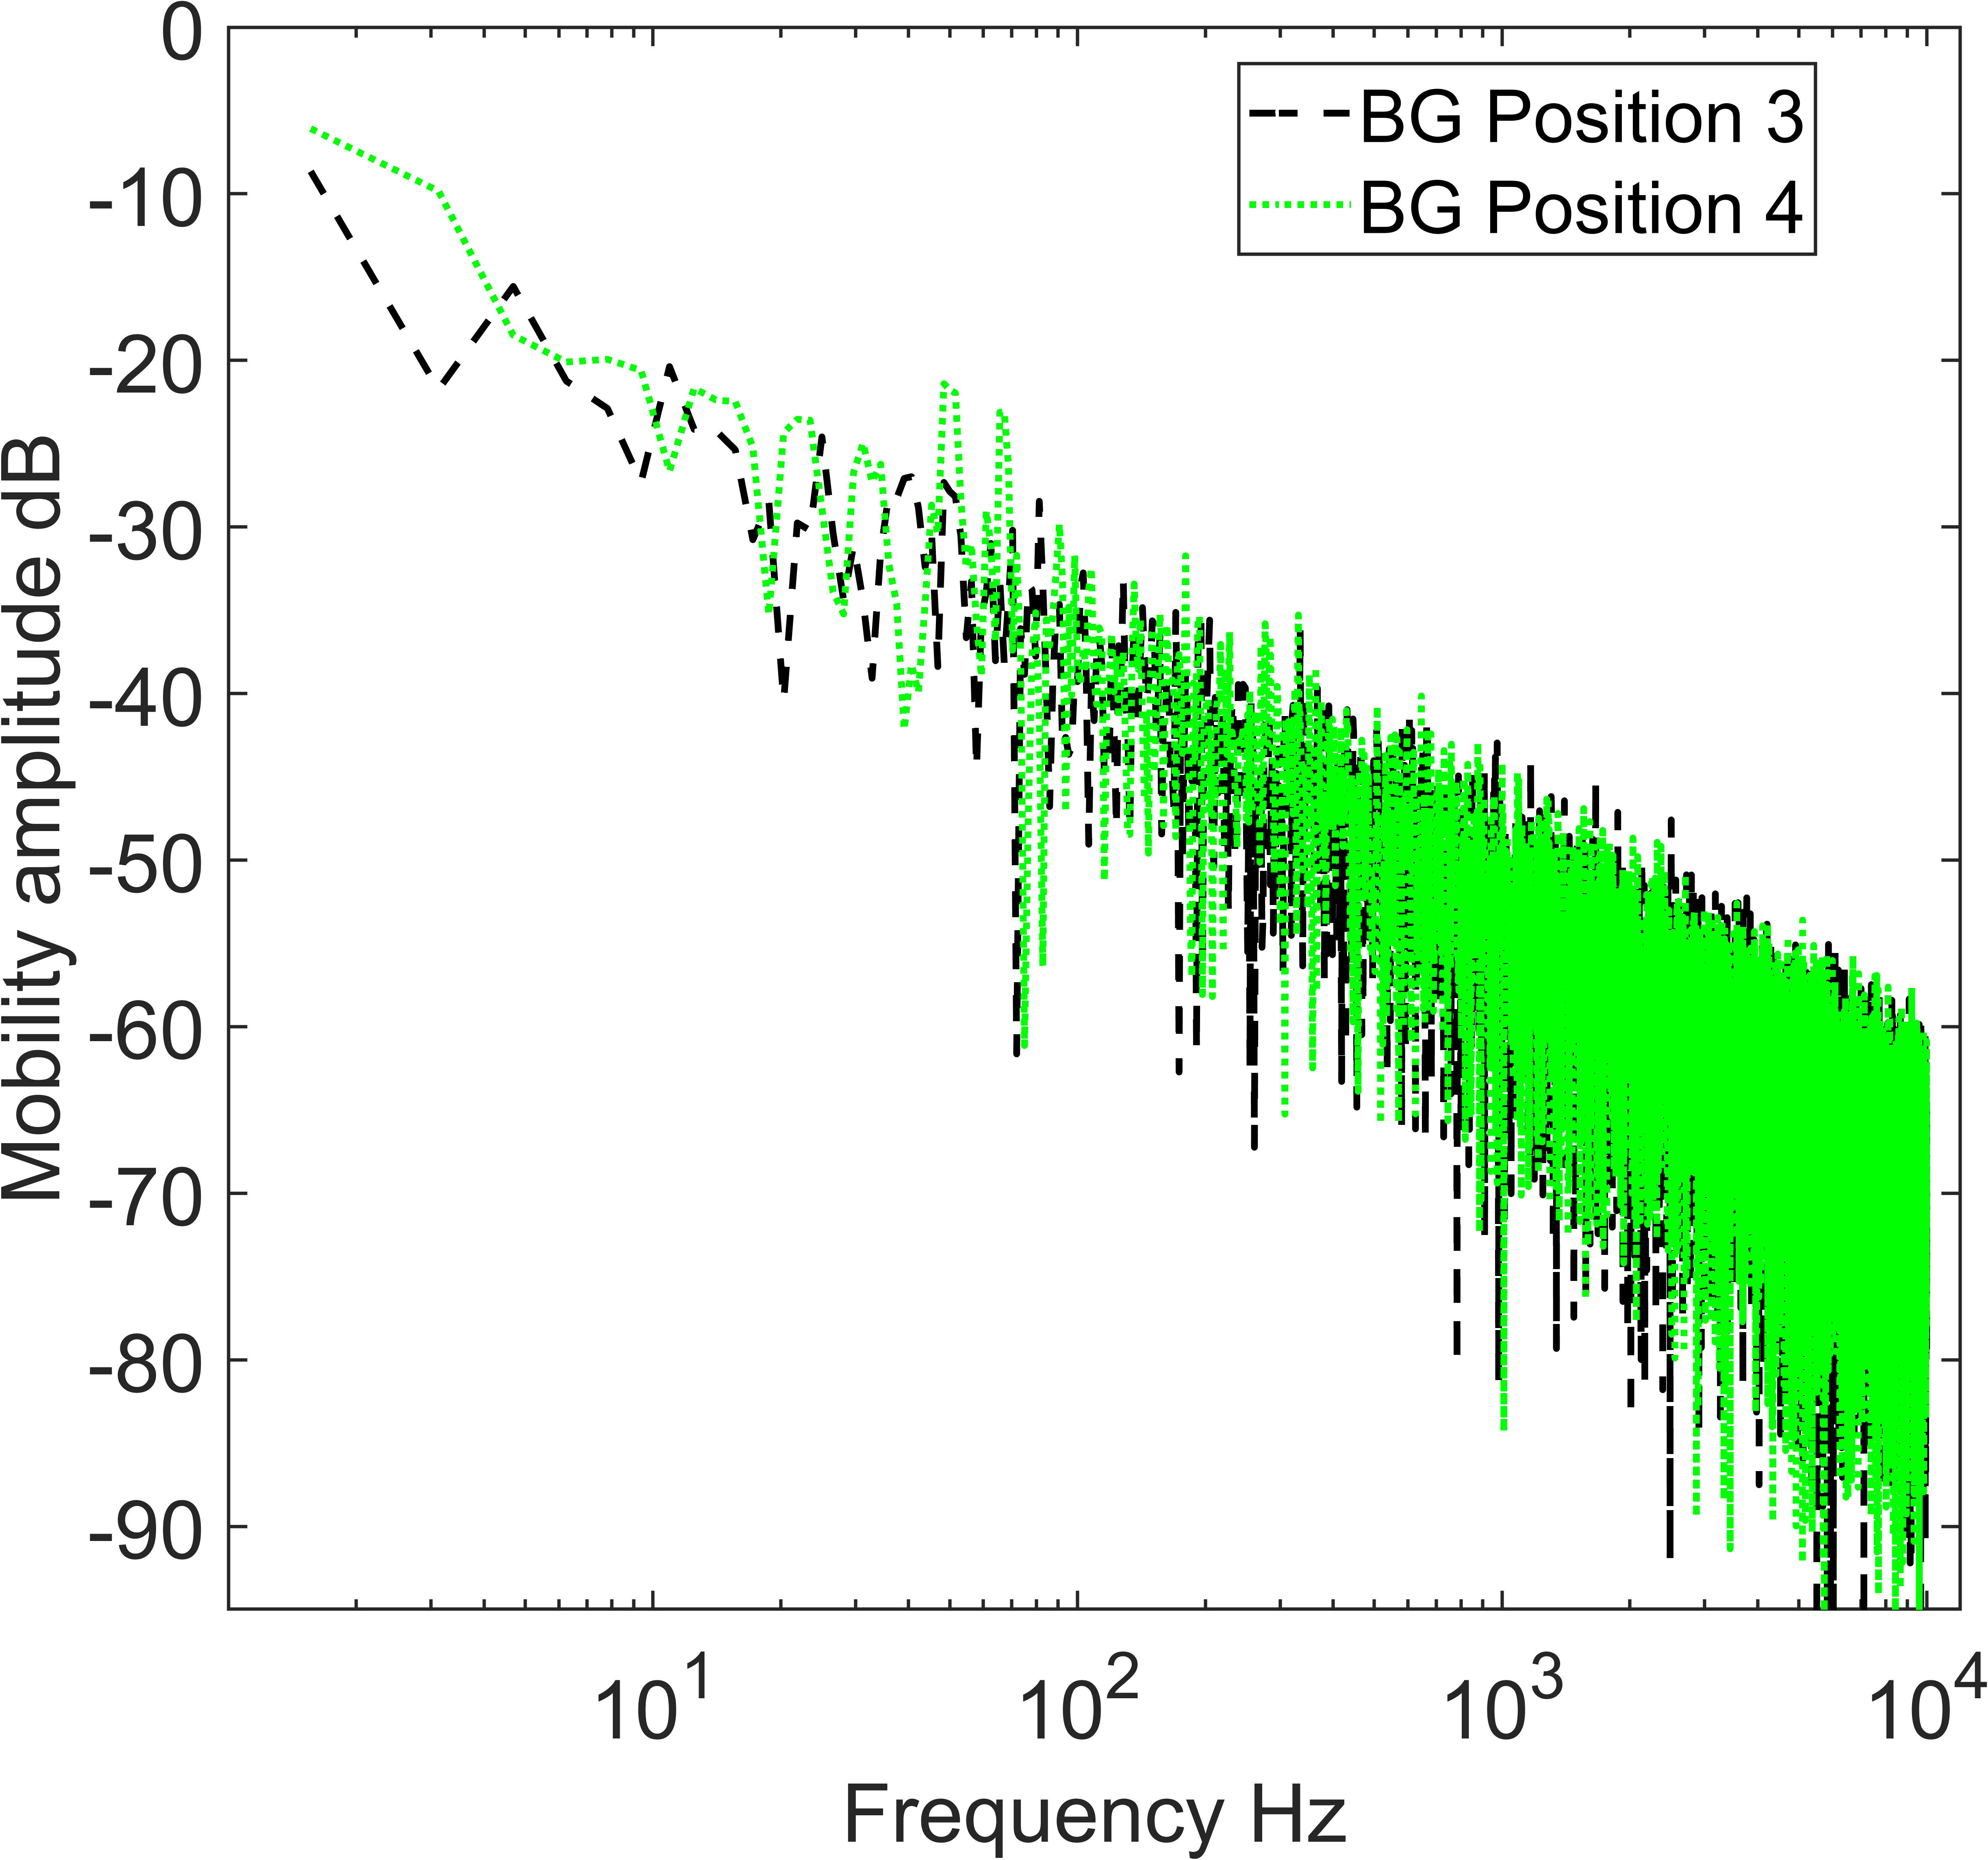 0
-10
-20
-30
-40
-50
-60
-70
-80
-90
Mobility amplitude dB
BG Position 3
BG Position 4
10¹ 10² 10³ 10⁴
Frequency Hz